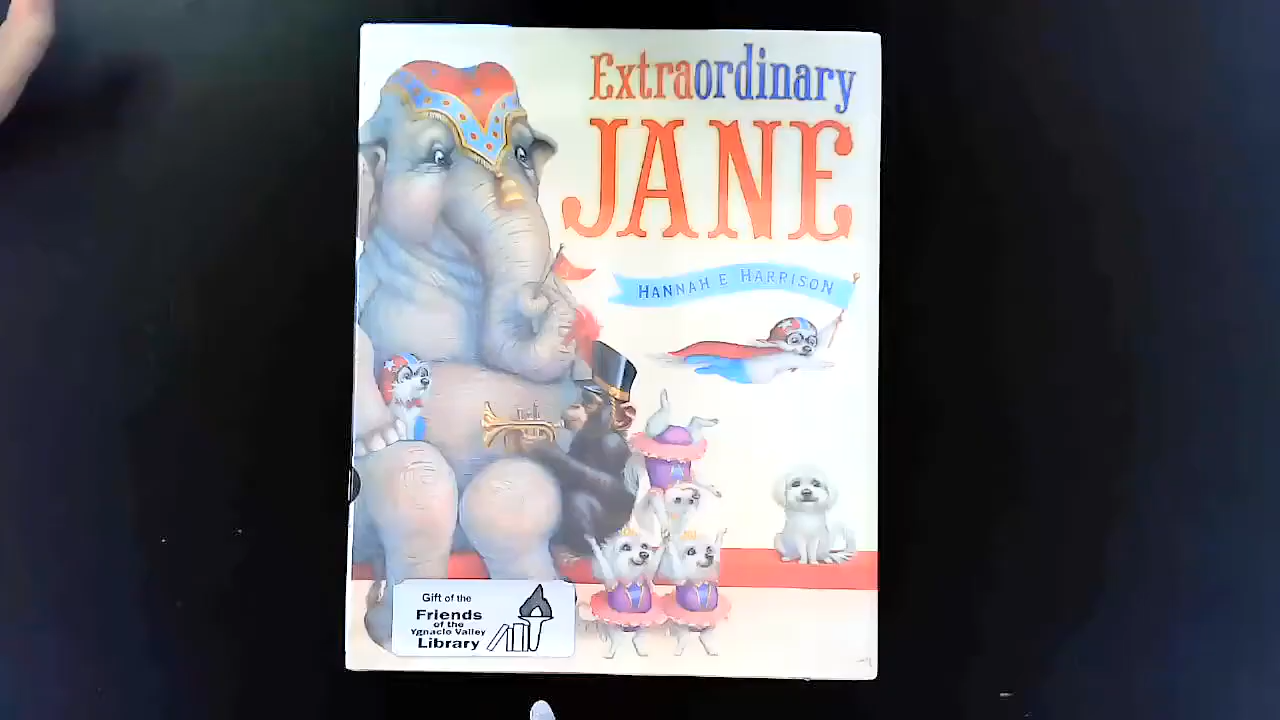 Extraordinary
JANE
HANNAH E HARRISON
Gift of the
Friends
of the
Ygnacio Valley
Library